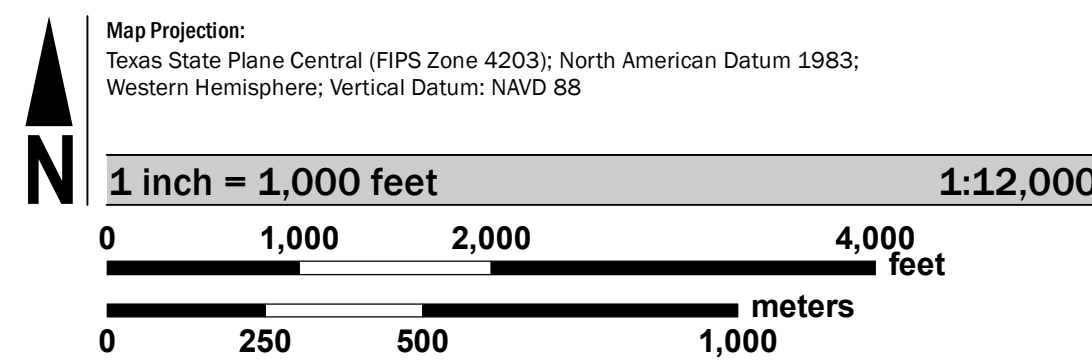 N
Map Projection:
Texas State Plane Central (FIPS Zone 4203); North American Datum 1983;
Western Hemisphere; Vertical Datum: NAVD 88
1 inch = 1,000 feet 1:12,000
0 1,000 2,000 4,000
feet
meters
0 250 500 1,000